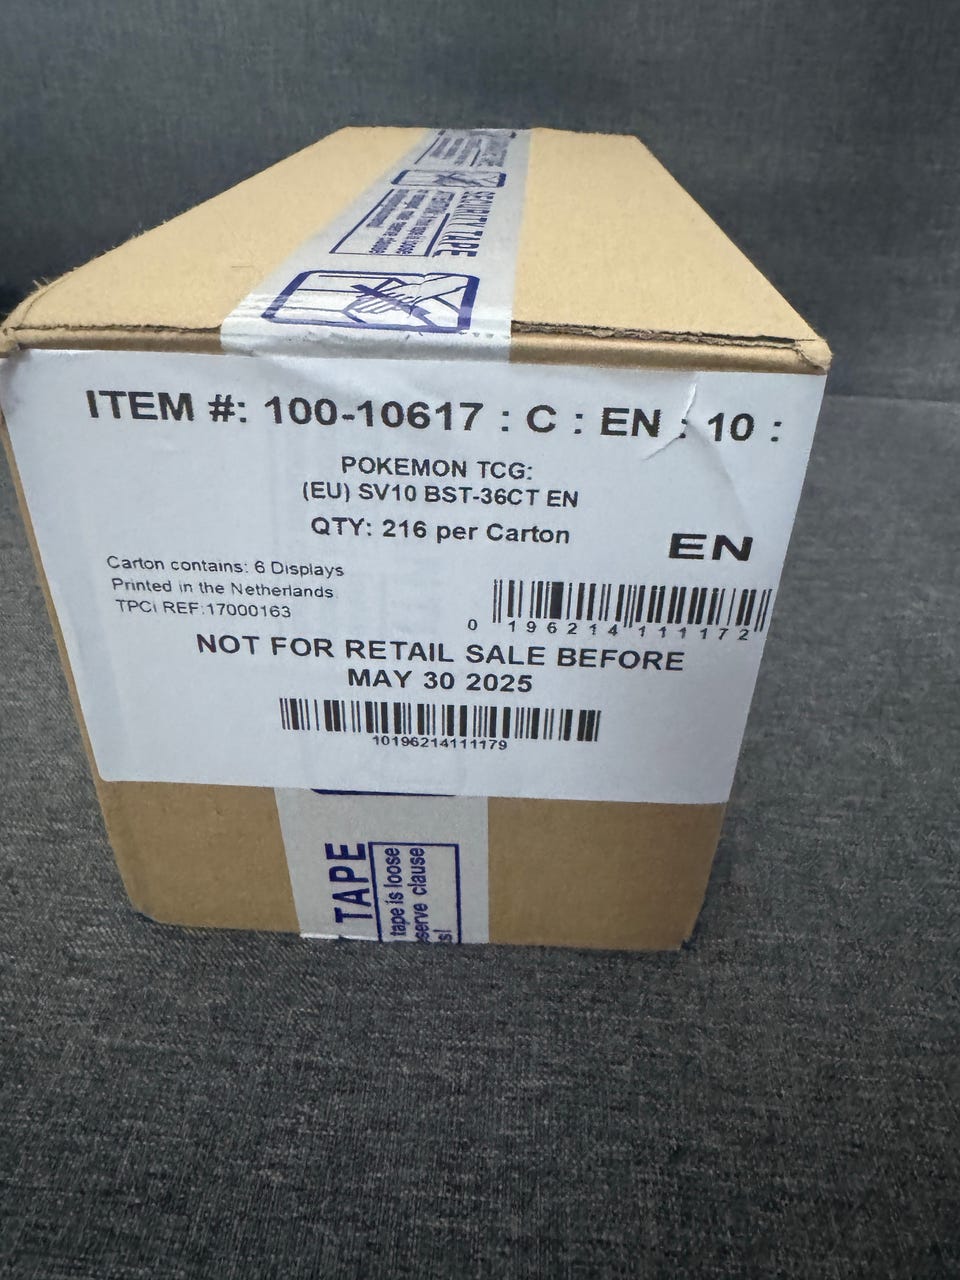 SECURITY TAPE
ITEM #: 100-10617 : C : EN : 10 :
POKEMON TCG:
(EU) SV10 BST-36CT EN
QTY: 216 per Carton
EN
Carton contains: 6 Displays
Printed in the Netherlands
TPCi REF:17000163
0 196214 111172
NOT FOR RETAIL SALE BEFORE
MAY 30 2025
10196214111179
TAPE
tape is loose
clause